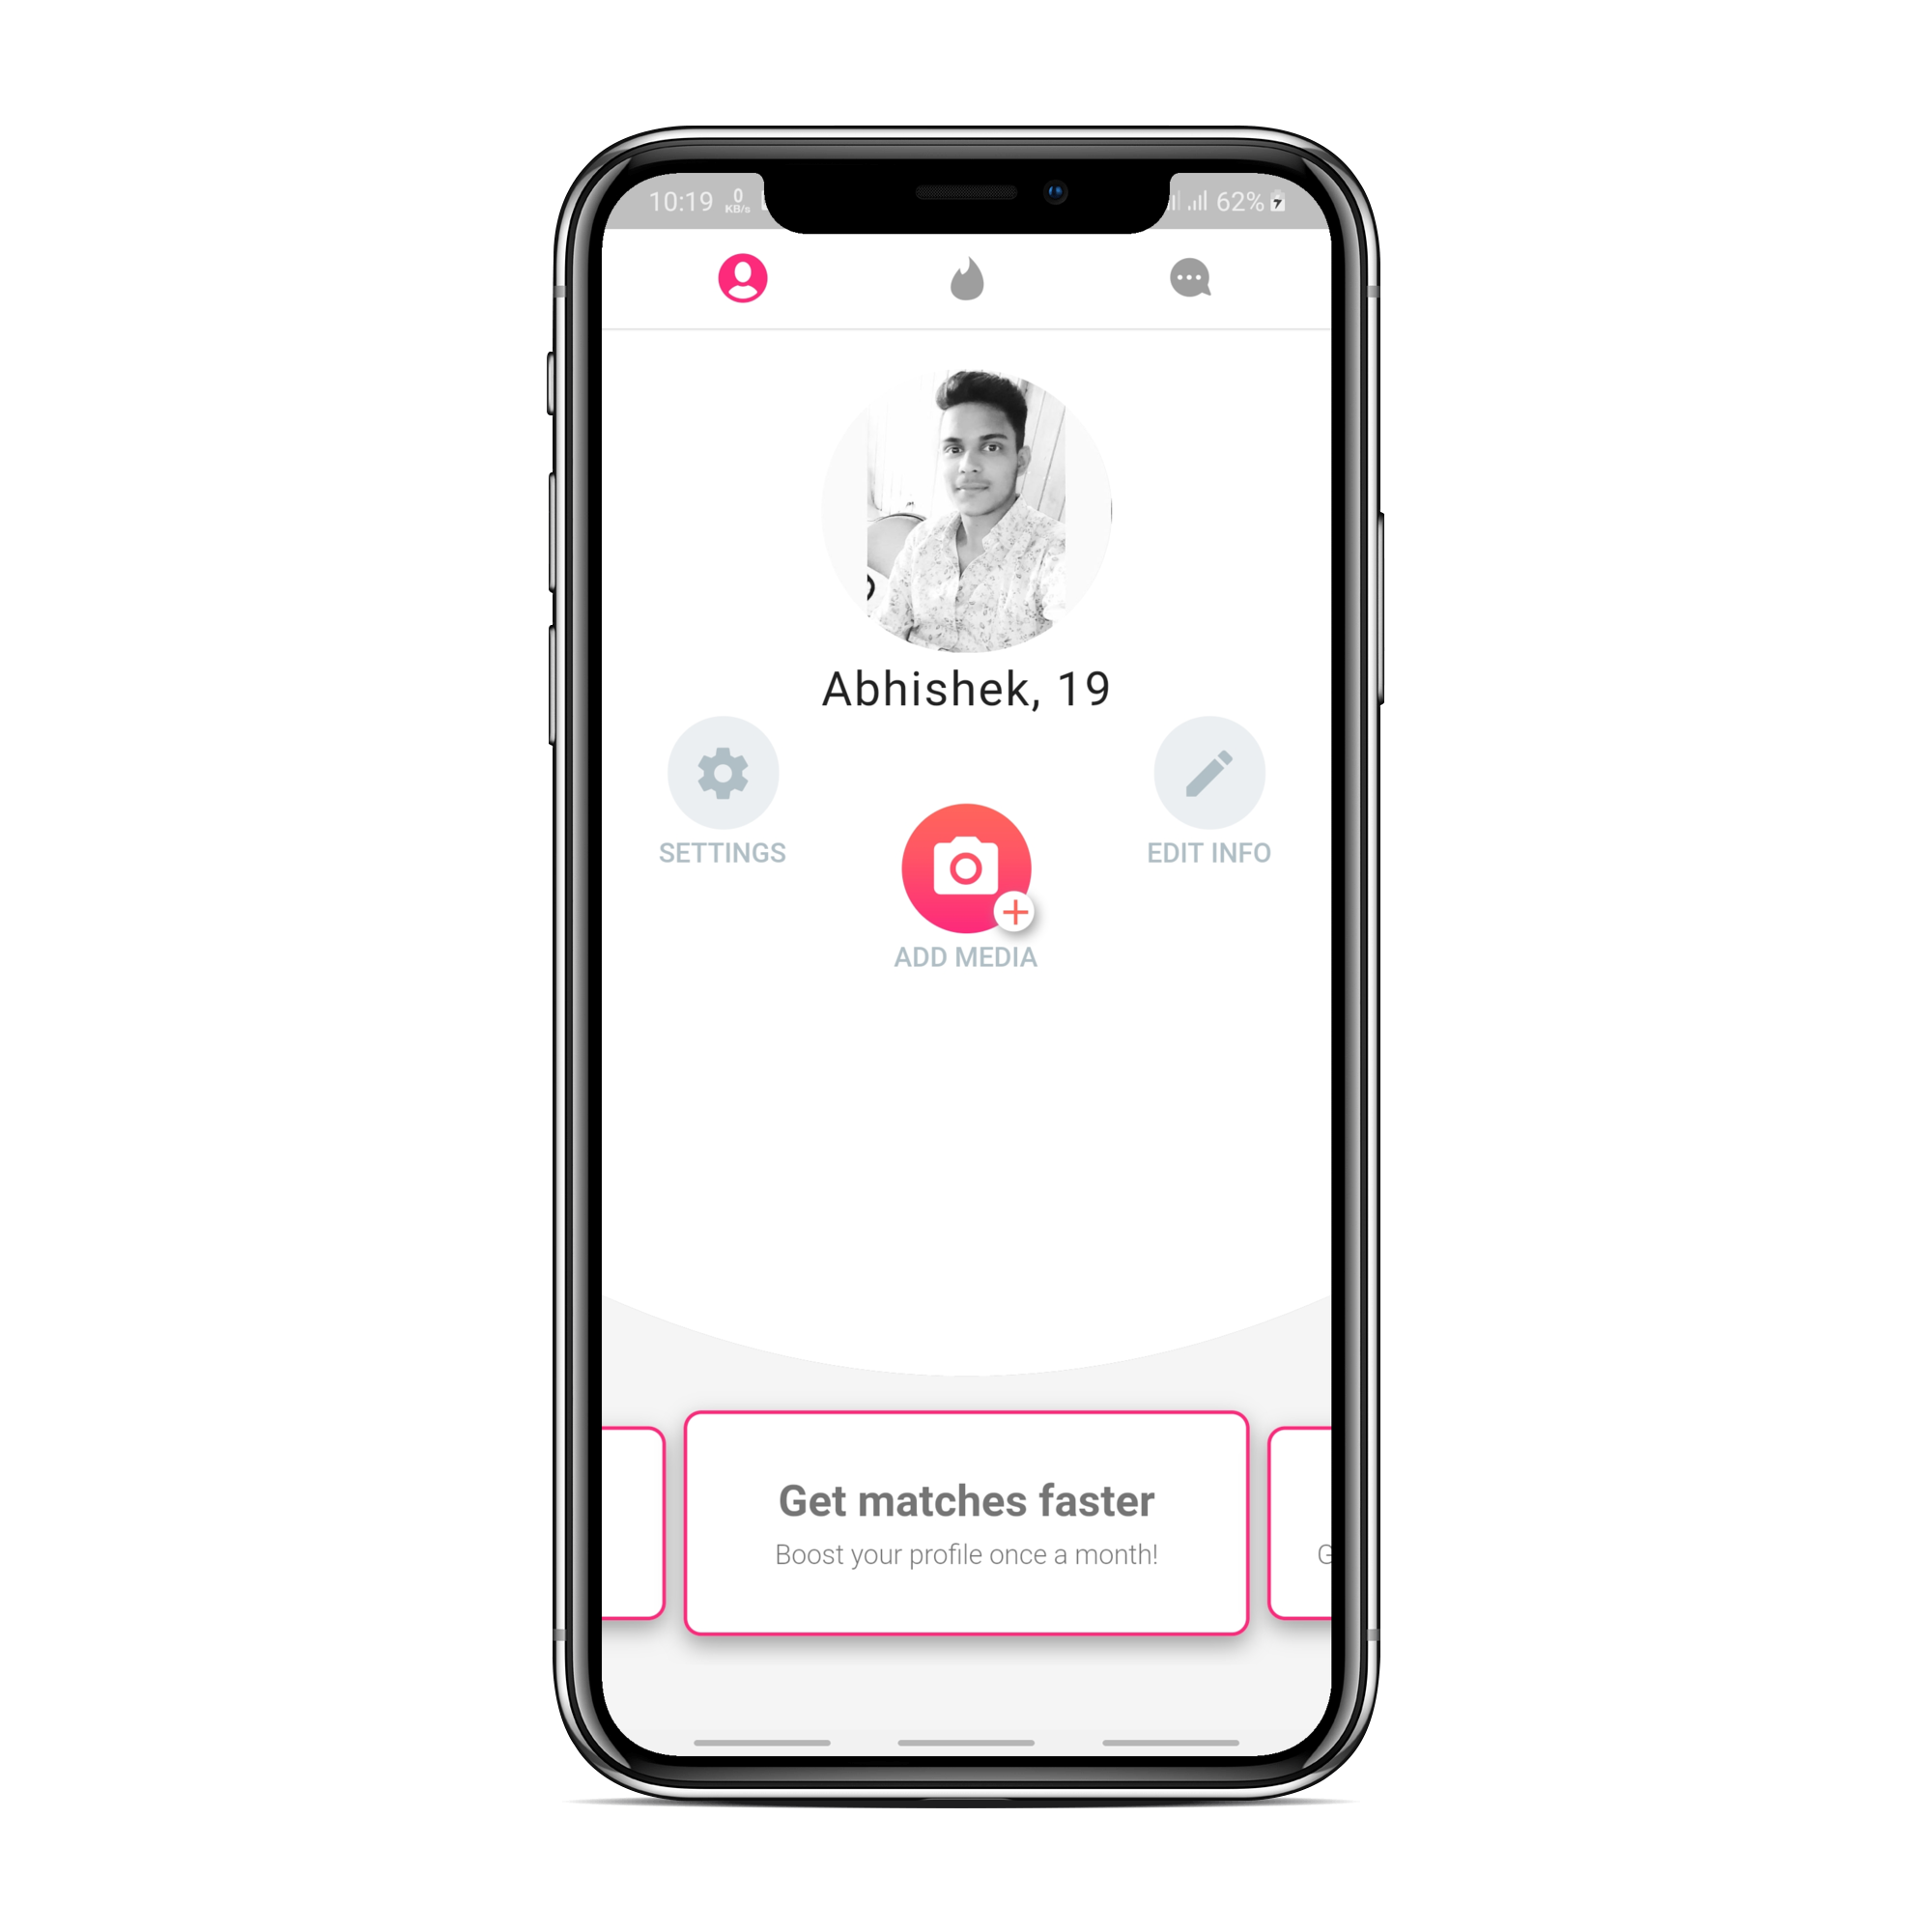 10:19 0 KB/s 62%
Abhishek, 19
SETTINGS
EDIT INFO
ADD MEDIA
Get matches faster
Boost your profile once a month!
G